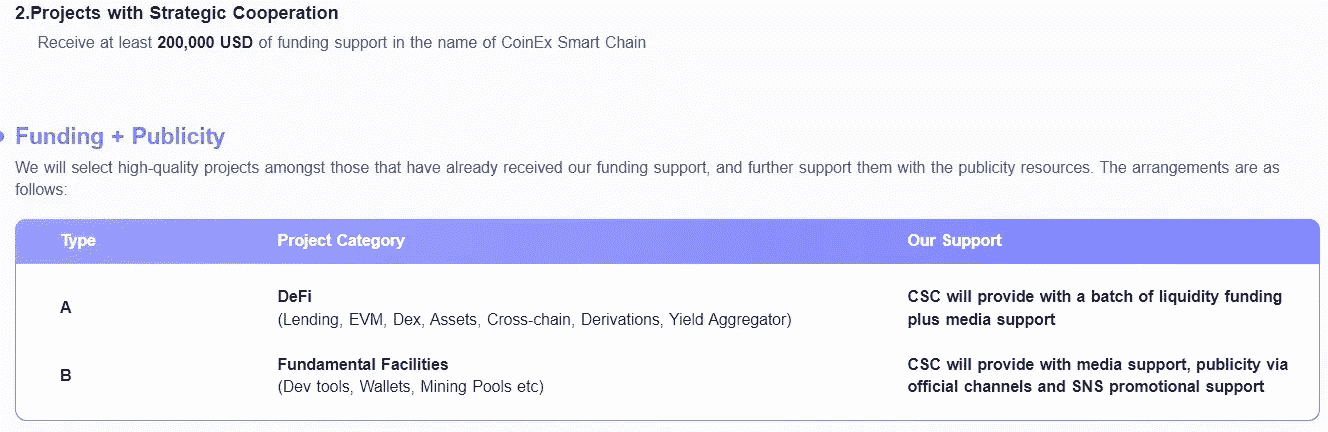 2.Projects with Strategic Cooperation
Receive at least 200,000 USD of funding support in the name of CoinEx Smart Chain
Funding + Publicity
We will select high-quality projects amongst those that have already received our funding support, and further support them with the publicity resources. The arrangements are as
follows:
Type Project Category Our Support
A
DeFi
(Lending, EVM, Dex, Assets, Cross-chain, Derivations, Yield Aggregator)
CSC will provide with a batch of liquidity funding
plus media support
B
Fundamental Facilities
(Dev tools, Wallets, Mining Pools etc)
CSC will provide with media support, publicity via
official channels and SNS promotional support